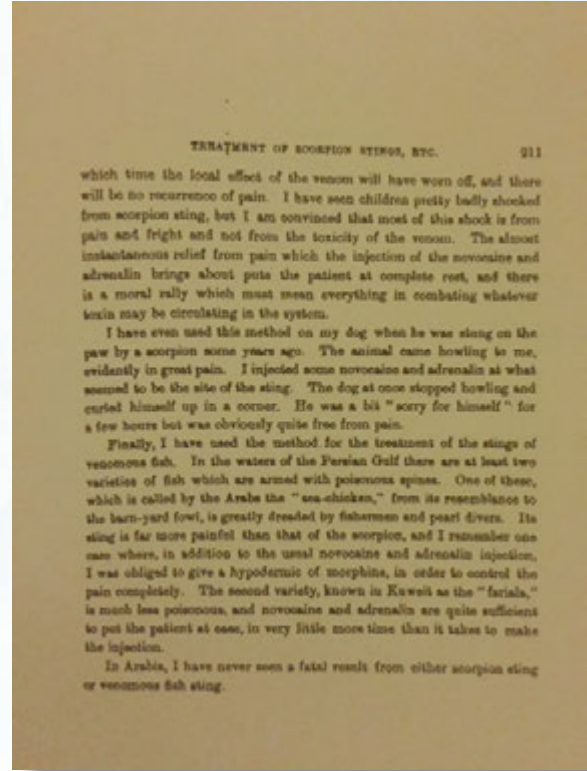 TREATMENT OF SCORPION STINGS, ETC. 211
which time the local effect of the venom will have worn off, and there
will be no recurrence of pain. I have seen children pretty badly shocked
from scorpion sting, but I am convinced that most of this shock is from
pain and fright and not from the toxicity of the venom. The almost
instantaneous relief from pain which the injection of the novocaine and
adrenalin brings about puts the patient at complete rest, and there
is a moral rally which must mean everything in combating whatever
toxin may be circulating in the system.
I have even used this method on my dog when he was stung on the
paw by a scorpion some years ago. The animal came howling to me,
evidently in great pain. I injected some novocaine and adrenalin at what
seemed to be the site of the sting. The dog at once stopped howling and
curled himself up in a corner. He was a bit "sorry for himself" for
a few hours but was obviously quite free from pain.
Finally, I have used the method for the treatment of the stings of
venomous fish. In the waters of the Persian Gulf there are at least two
varieties of fish which are armed with poisonous spines. One of these,
which is called by the Arabs the "sea-chicken," from its resemblance to
the barn-yard fowl, is greatly dreaded by fishermen and pearl divers. Its
sting is far more painful than that of the scorpion, and I remember one
case where, in addition to the usual novocaine and adrenalin injection,
I was obliged to give a hypodermic of morphine, in order to control the
pain completely. The second variety, known in Kuweit as the
is much less poisonous, and novocaine and adrenalin are quite sufficient
to put the patient at ease, in very little more time than it takes to make
the injection.
In Arabia, I have never seen a fatal result from either scorpion sting
or venomous fish sting.